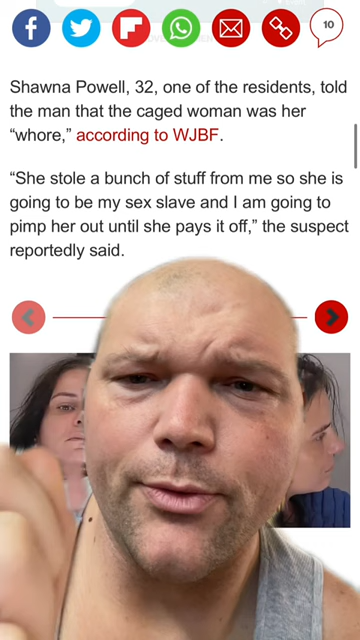 10
Shawna Powell, 32, one of the residents, told
the man that the caged woman was her
“whore,” according to WJBF.
“She stole a bunch of stuff from me so she is
going to be my sex slave and I am going to
pimp her out until she pays it off,” the suspect
reportedly said.